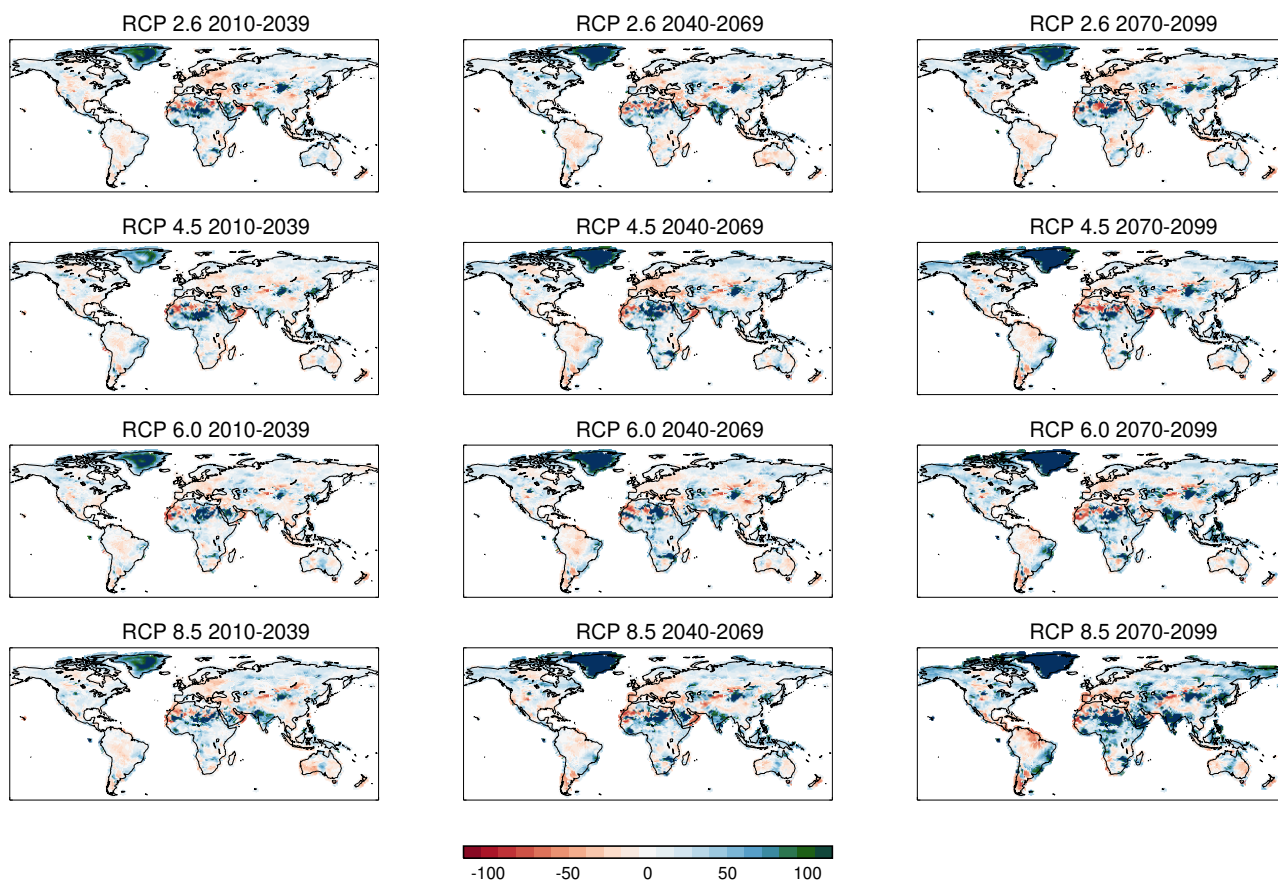 RCP 2.6 2010-2039
RCP 2.6 2040-2069
RCP 2.6 2070-2099
RCP 4.5 2010-2039
RCP 4.5 2040-2069
RCP 4.5 2070-2099
RCP 6.0 2010-2039
RCP 6.0 2040-2069
RCP 6.0 2070-2099
RCP 8.5 2010-2039
RCP 8.5 2040-2069
RCP 8.5 2070-2099
-100 -50 0 50 100